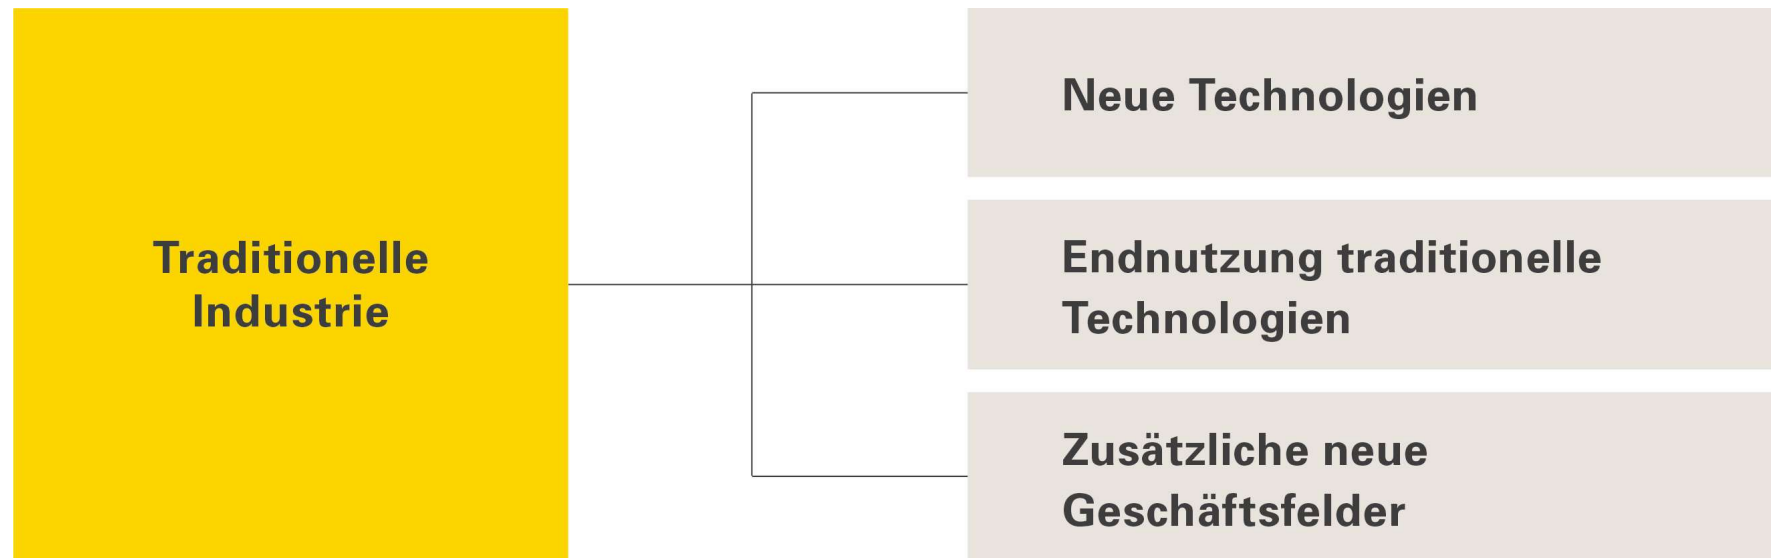 Traditionelle
Industrie
Neue Technologien
Endnutzung traditionelle
Technologien
Zusätzliche neue
Geschäftsfelder